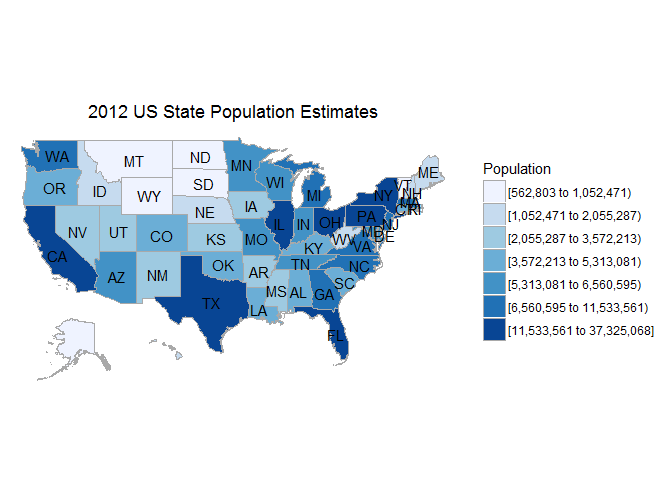 2012 US State Population Estimates
WA
MT
ND
MN
ME
VT
NH
OR
ID
SD
WI
MI
NY
MA
CT
RI
WY
NE
IA
PA
NJ
NV
UT
CO
KS
MO
IL
IN
OH
WV
MD
DE
VA
KY
CA
AZ
NM
OK
AR
TN
NC
SC
TX
LA
MS
AL
GA
FL
Population
[562,803 to 1,052,471)
[1,052,471 to 2,055,287)
[2,055,287 to 3,572,213)
[3,572,213 to 5,313,081)
[5,313,081 to 6,560,595)
[6,560,595 to 11,533,561)
[11,533,561 to 37,325,068]